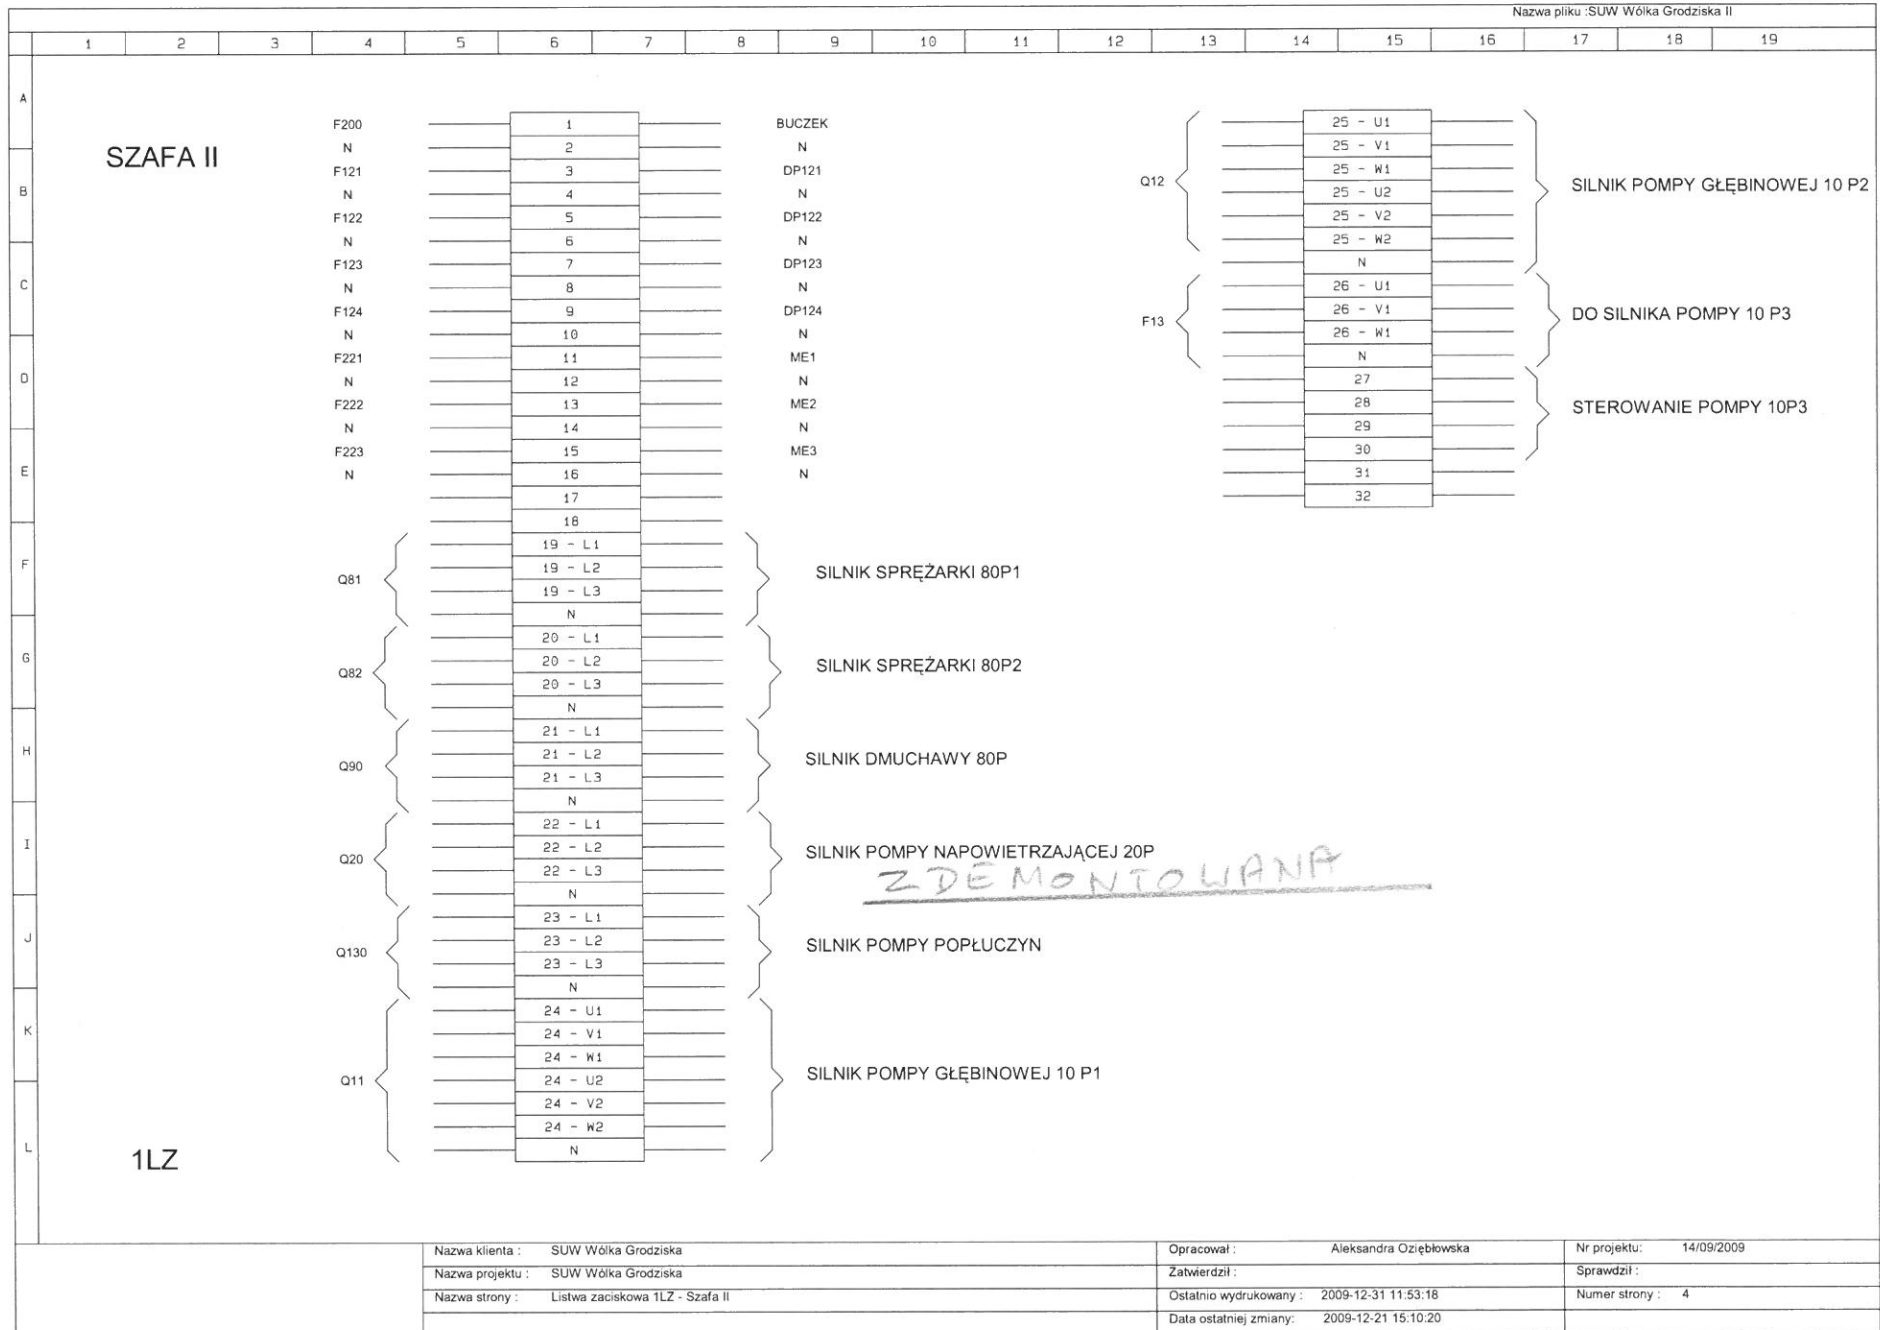 Nazwa pliku :SUW Wólka Grodziska II
1 2 3 4 5 6 7 8 9 10 11 12 13 14 15 16 17 18 19
A
B
C
D
E
F
G
H
I
J
K
L
SZAFA II
F200 1 BUCZEK
N 2 N
F121 3 DP121
N 4 N
F122 5 DP122
N 6 N
F123 7 DP123
N 8 N
F124 9 DP124
N 10 N
F221 11 ME1
N 12 N
F222 13 ME2
N 14 N
F223 15 ME3
N 16 N
17
18
19 - L1
19 - L2
Q81 SILNIK SPRĘŻARKI 80P1
19 - L3
N
20 - L1
20 - L2
Q82 SILNIK SPRĘŻARKI 80P2
20 - L3
N
21 - L1
21 - L2
Q90 SILNIK DMUCHAWY 80P
21 - L3
N
22 - L1
22 - L2
Q20 SILNIK POMPY NAPOWIETRZAJĄCEJ 20P
ZDEMONTOWANA
22 - L3
N
23 - L1
23 - L2
Q130 SILNIK POMPY POPŁUCZYN
23 - L3
N
24 - U1
24 - V1
24 - W1
Q11 24 - U2 SILNIK POMPY GŁĘBINOWEJ 10 P1
24 - V2
24 - W2
N
25 - U1
25 - V1
25 - W1
Q12 SILNIK POMPY GŁĘBINOWEJ 10 P2
25 - U2
25 - V2
25 - W2
N
26 - U1
26 - V1
F13 DO SILNIKA POMPY 10 P3
26 - W1
N
27
28 STEROWANIE POMPY 10P3
29
30
31
32
1LZ
Nazwa klienta : SUW Wólka Grodziska
Nazwa projektu : SUW Wólka Grodziska
Nazwa strony : Listwa zaciskowa 1LZ - Szafa II
Opracował : Aleksandra Oziębłowska
Zatwierdził :
Ostatnio wydrukowany : 2009-12-31 11:53:18
Data ostatniej zmiany: 2009-12-21 15:10:20
Nr projektu: 14/09/2009
Sprawdził :
Numer strony : 4